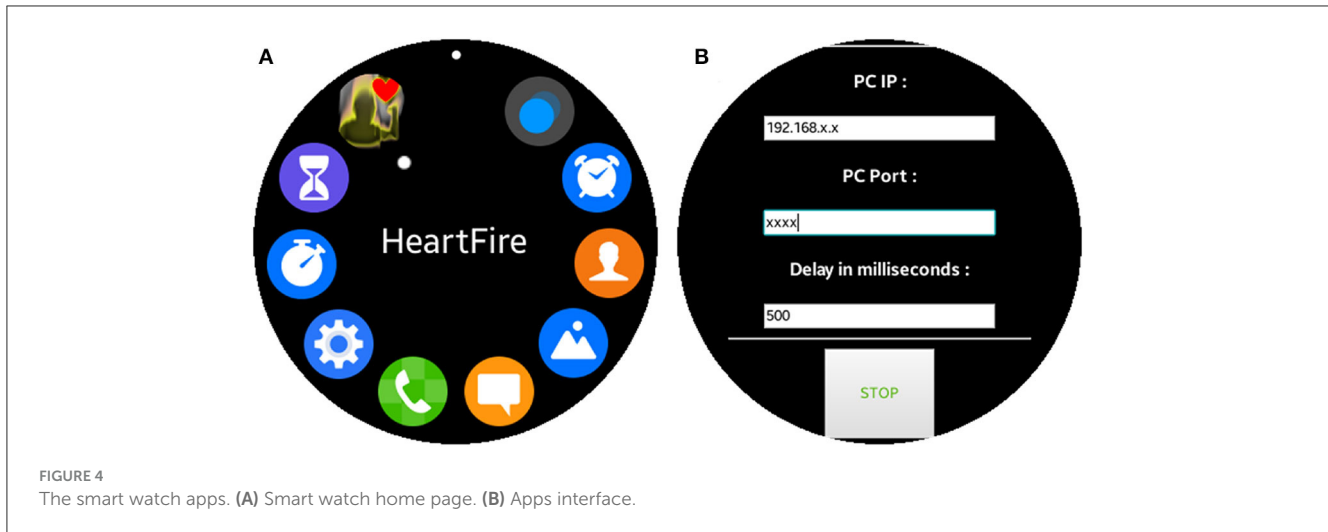 A
HeartFire
B
PC IP :
192.168.x.x
PC Port :
xxxx
Delay in milliseconds :
500
STOP
FIGURE 4
The smart watch apps. (A) Smart watch home page. (B) Apps interface.